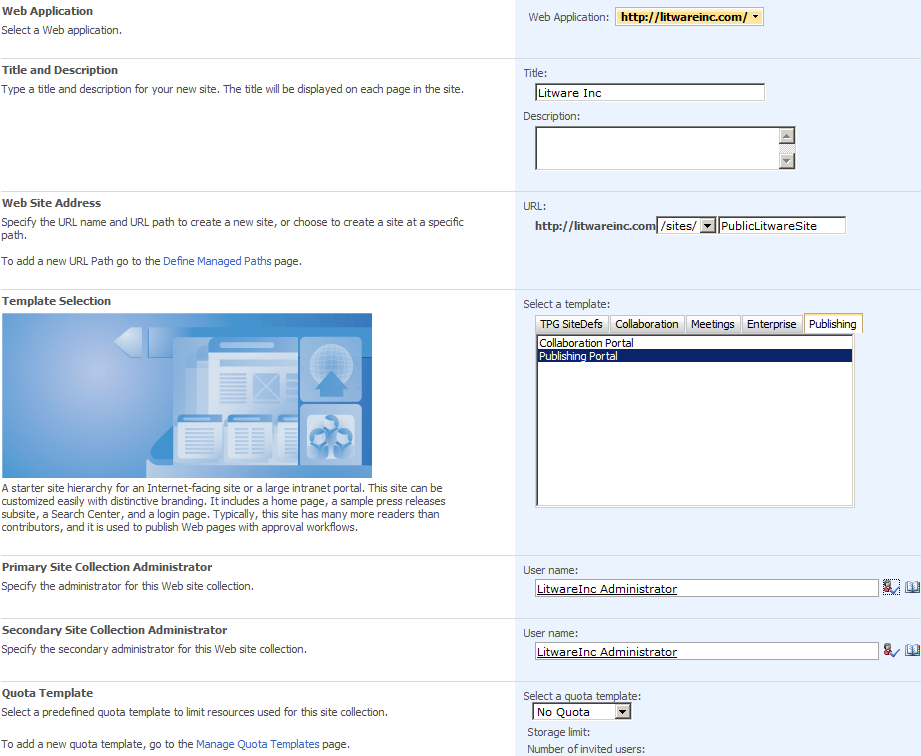 Web Application
Select a Web application.
Web Application: http://litwareinc.com/
Title and Description
Type a title and description for your new site. The title will be displayed on each page in the site.
Title:
Litware Inc
Description:
Web Site Address
Specify the URL name and URL path to create a new site, or choose to create a site at a specific
path.
To add a new URL Path go to the Define Managed Paths page.
URL:
http://litwareinc.com /sites/ PublicLitwareSite
Template Selection
A starter site hierarchy for an Internet-facing site or a large intranet portal. This site can be
customized easily with distinctive branding. It includes a home page, a sample press releases
subsite, a Search Center, and a login page. Typically, this site has many more readers than
contributors, and it is used to publish Web pages with approval workflows.
Select a template:
TPG SiteDefs Collaboration Meetings Enterprise Publishing
Collaboration Portal
Publishing Portal
Primary Site Collection Administrator
Specify the administrator for this Web site collection.
User name:
LitwareInc Administrator
Secondary Site Collection Administrator
Specify the secondary administrator for this Web site collection.
User name:
LitwareInc Administrator
Quota Template
Select a predefined quota template to limit resources used for this site collection.
To add a new quota template, go to the Manage Quota Templates page.
Select a quota template:
No Quota
Storage limit:
Number of invited users: